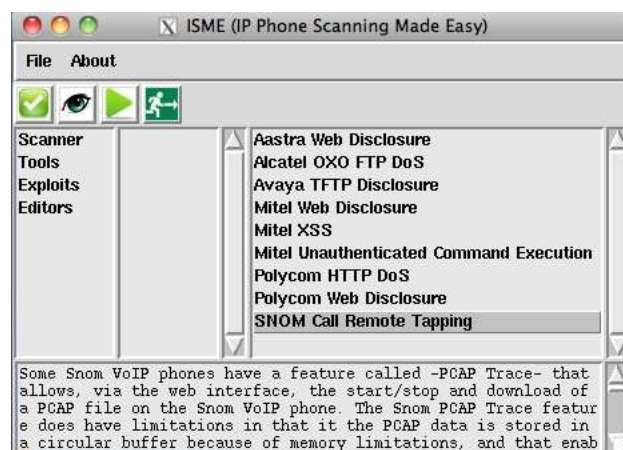 ISME (IP Phone Scanning Made Easy)
File About
Scanner
Tools
Exploits
Editors
Aastra Web Disclosure
Alcatel OXO FTP DoS
Avaya TFTP Disclosure
Mitel Web Disclosure
Mitel XSS
Mitel Unauthenticated Command Execution
Polycom HTTP DoS
Polycom Web Disclosure
SNOM Call Remote Tapping
Some Snom VoIP phones have a feature called -PCAP Trace- that
allows, via the web interface, the start/stop and download of
a PCAP file on the Snom VoIP phone. The Snom PCAP Trace featur
e does have limitations in that it the PCAP data is stored in
a circular buffer because of memory limitations, and that enab